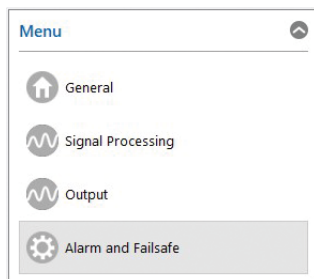 Menu
General
Signal Processing
Output
Alarm and Failsafe